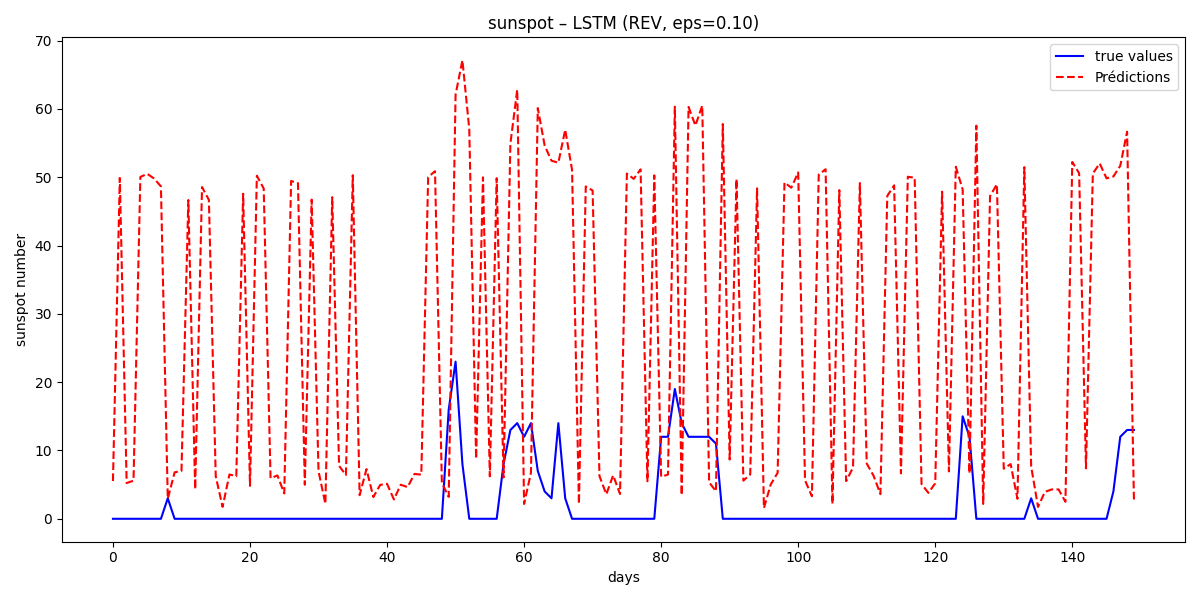 sunspot – LSTM (REV, eps=0.10)
true values
Prédictions
sunspot number
70
60
50
40
30
20
10
0
0 20 40 60 80 100 120 140
days